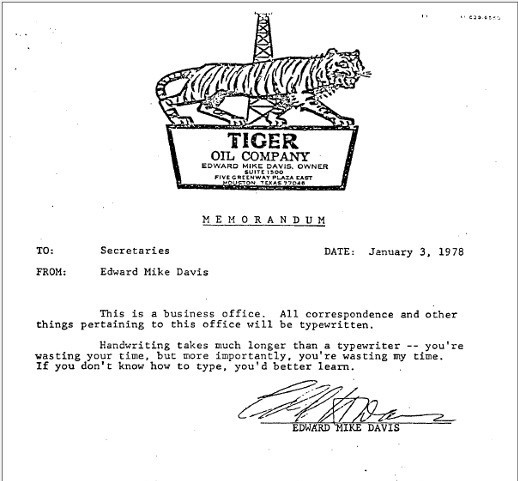 TIGER
OIL COMPANY
EDWARD MIKE DAVIS, OWNER
SUITE 1500
FIVE GREENWAY PLAZA EAST
HOUSTON, TEXAS 77046
MEMORANDUM
TO: Secretaries DATE: January 3, 1978
FROM: Edward Mike Davis
This is a business office. All correspondence and other
things pertaining to this office will be typewritten.
Handwriting takes much longer than a typewriter -- you're
wasting your time, but more importantly, you're wasting my time.
If you don't know how to type, you'd better learn.
EDWARD MIKE DAVIS